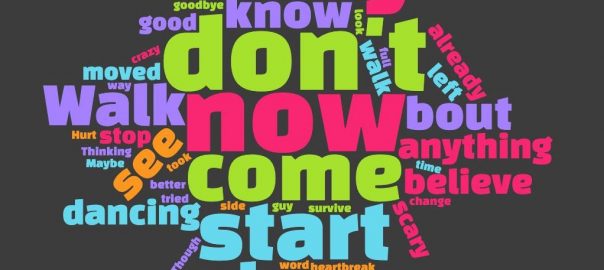 goodbye
good
know
look
don't
crazy
full
walk
already
left
moved
way
Walk
now
bout
Hurt
stop
see
Thinking
Maybe
took
anything
time
believe
come
better
tried
change
dancing
side
guy
survive
scary
start
Though
word
heartbreak